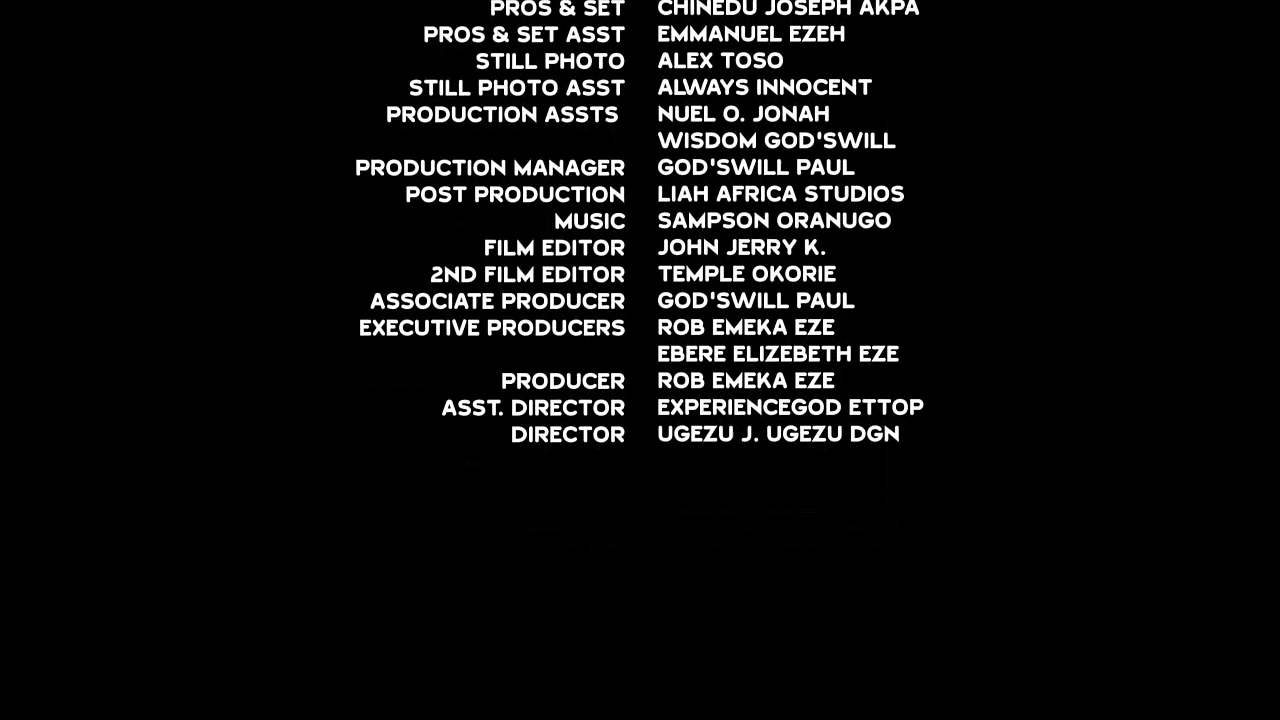 PROS & SET CHINEDU JOSEPH AKPA
PROS & SET ASST EMMANUEL EZEH
STILL PHOTO ALEX TOSO
STILL PHOTO ASST ALWAYS INNOCENT
PRODUCTION ASSTS NUEL O. JONAH
WISDOM GOD'SWILL
PRODUCTION MANAGER GOD'SWILL PAUL
POST PRODUCTION LIAH AFRICA STUDIOS
MUSIC SAMPSON ORANUGO
FILM EDITOR JOHN JERRY K.
2ND FILM EDITOR TEMPLE OKORIE
ASSOCIATE PRODUCER GOD'SWILL PAUL
EXECUTIVE PRODUCERS ROB EMEKA EZE
EBERE ELIZEBETH EZE
PRODUCER ROB EMEKA EZE
ASST. DIRECTOR EXPERIENCEGOD ETTOP
DIRECTOR UGEZU J. UGEZU DGN